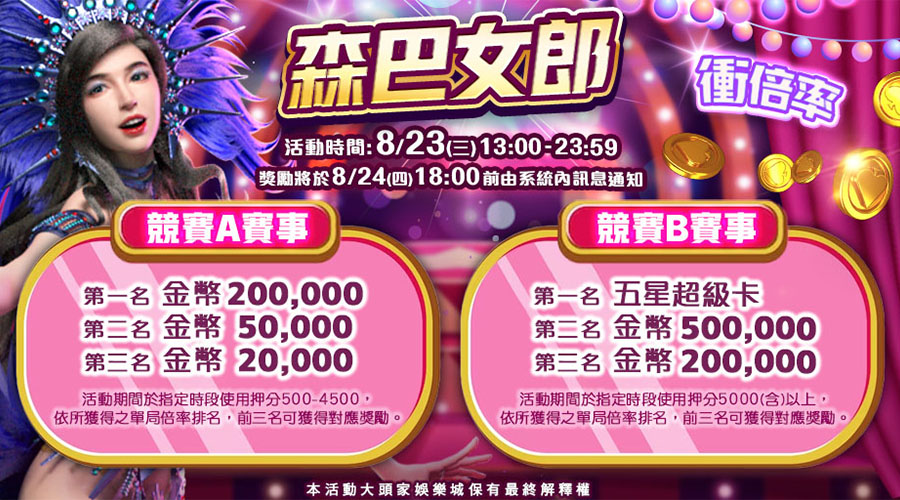 森巴女郎
衝倍率
活動時間:8/23(三)13:00-23:59
獎勵將於8/24(四)18:00前由系統內訊息通知
競賽A賽事
第一名 金幣 200,000
第二名 金幣 50,000
第三名 金幣 20,000
活動期間於指定時段使用押分500-4500，
依所獲得之單局倍率排名，前三名可獲得對應獎勵。
競賽B賽事
第一名 五星超級卡
第二名 金幣 500,000
第三名 金幣 200,000
活動期間於指定時段使用押分5000(含)以上，
依所獲得之單局倍率排名，前三名可獲得對應獎勵。
本活動大頭家娛樂城保有最終解釋權